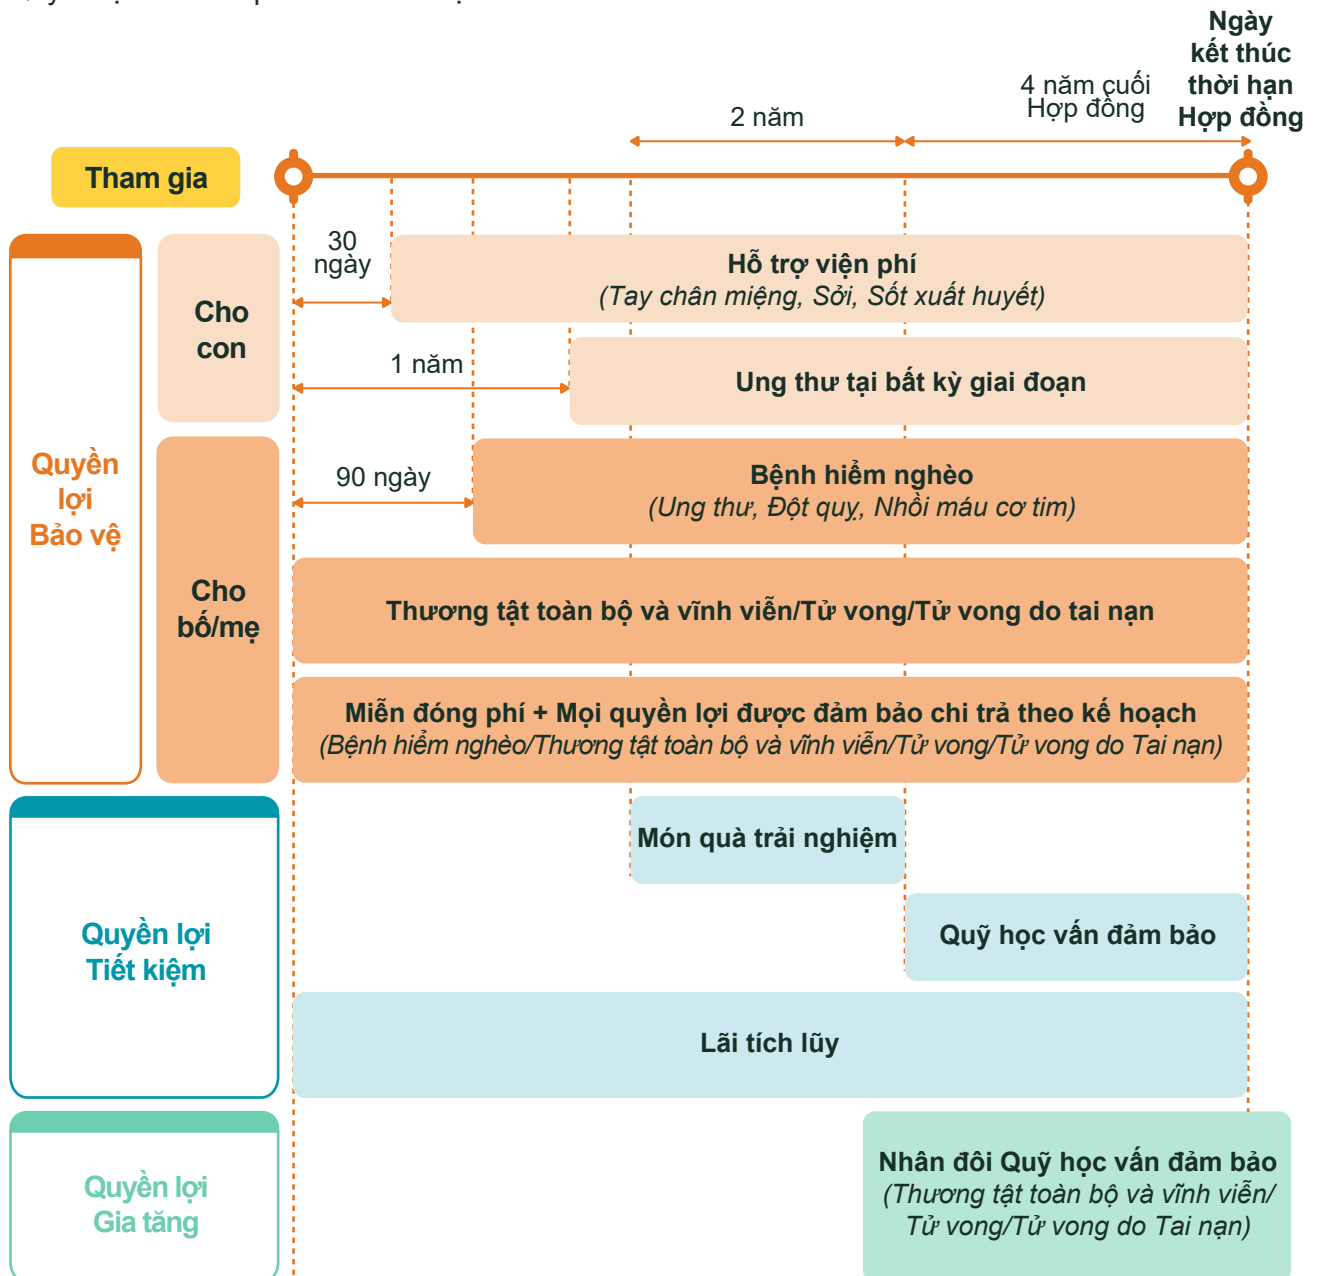 Ngày
kết thúc
thời hạn
Hợp đồng
4 năm cuối
Hợp đồng
2 năm
Tham gia
30
ngày
Hỗ trợ viện phí
(Tay chân miệng, Sởi, Sốt xuất huyết)
Cho
con
1 năm
Ung thư tại bất kỳ giai đoạn
Quyền
lợi
Bảo vệ
90 ngày
Bệnh hiểm nghèo
(Ung thư, Đột quỵ, Nhồi máu cơ tim)
Cho
bố/mẹ
Thương tật toàn bộ và vĩnh viễn/Tử vong/Tử vong do tai nạn
Miễn đóng phí + Mọi quyền lợi được đảm bảo chi trả theo kế hoạch
(Bệnh hiểm nghèo/Thương tật toàn bộ và vĩnh viễn/Tử vong/Tử vong do Tai nạn)
Món quà trải nghiệm
Quyền lợi
Tiết kiệm
Quỹ học vấn đảm bảo
Lãi tích lũy
Quyền lợi
Gia tăng
Nhân đôi Quỹ học vấn đảm bảo
(Thương tật toàn bộ và vĩnh viễn/
Tử vong/Tử vong do Tai nạn)